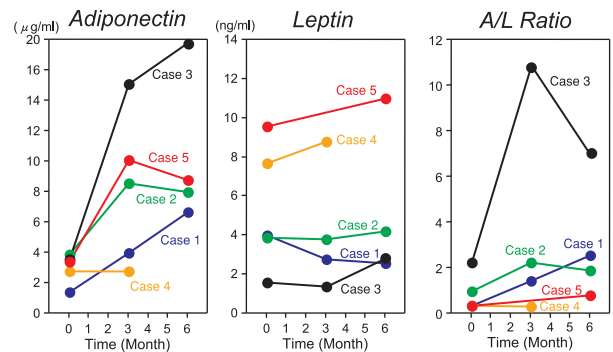 Adiponectin
(μg/ml)
20
18
16
14
12
10
8
6
4
2
0
Case 3
Case 5
Case 2
Case 1
Case 4
0 1 2 3 4 5 6
Time (Month)
Leptin
(ng/ml)
14
12
10
8
6
4
2
0
Case 5
Case 4
Case 2
Case 1
Case 3
0 1 2 3 4 5 6
Time (Month)
A/L Ratio
12
10
8
6
4
2
0
Case 3
Case 1
Case 2
Case 5
Case 4
0 1 2 3 4 5 6
Time (Month)